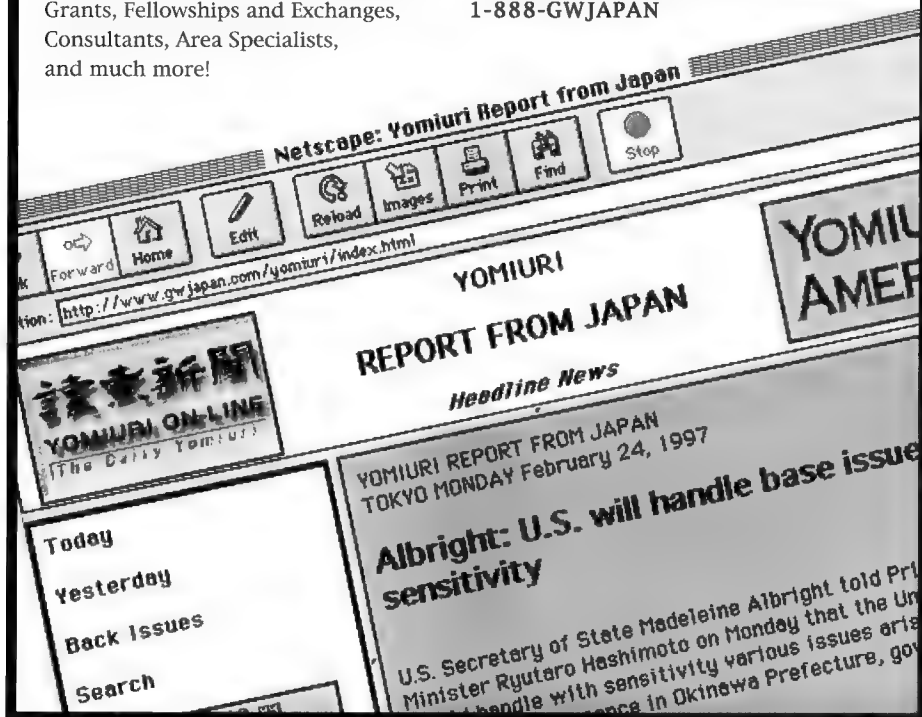 Grants, Fellowships and Exchanges,
Consultants, Area Specialists,
and much more!
1-888-GWJAPAN
Netscape: Yomiuri Report from Japan
Forward
Home
Edit
Reload
Images
Print
Find
Stop
http://www.gwjapan.com/yomiuri/index.html
讀賣新聞
YOMIURI ON-LINE
The Daily Yomiuri
YOMIURI
REPORT FROM JAPAN
Headline News
YOMIU
AMER
Today
Yesterday
Back Issues
Search
YOMIURI REPORT FROM JAPAN
TOKYO MONDAY February 24, 1997
Albright: U.S. will handle base issue
sensitivity
U.S. Secretary of State Madeleine Albright told Pri
Minister Ryutaro Hashimoto on Monday that the Un
handle with sensitivity various issues aris
in Okinawa Prefecture, gov